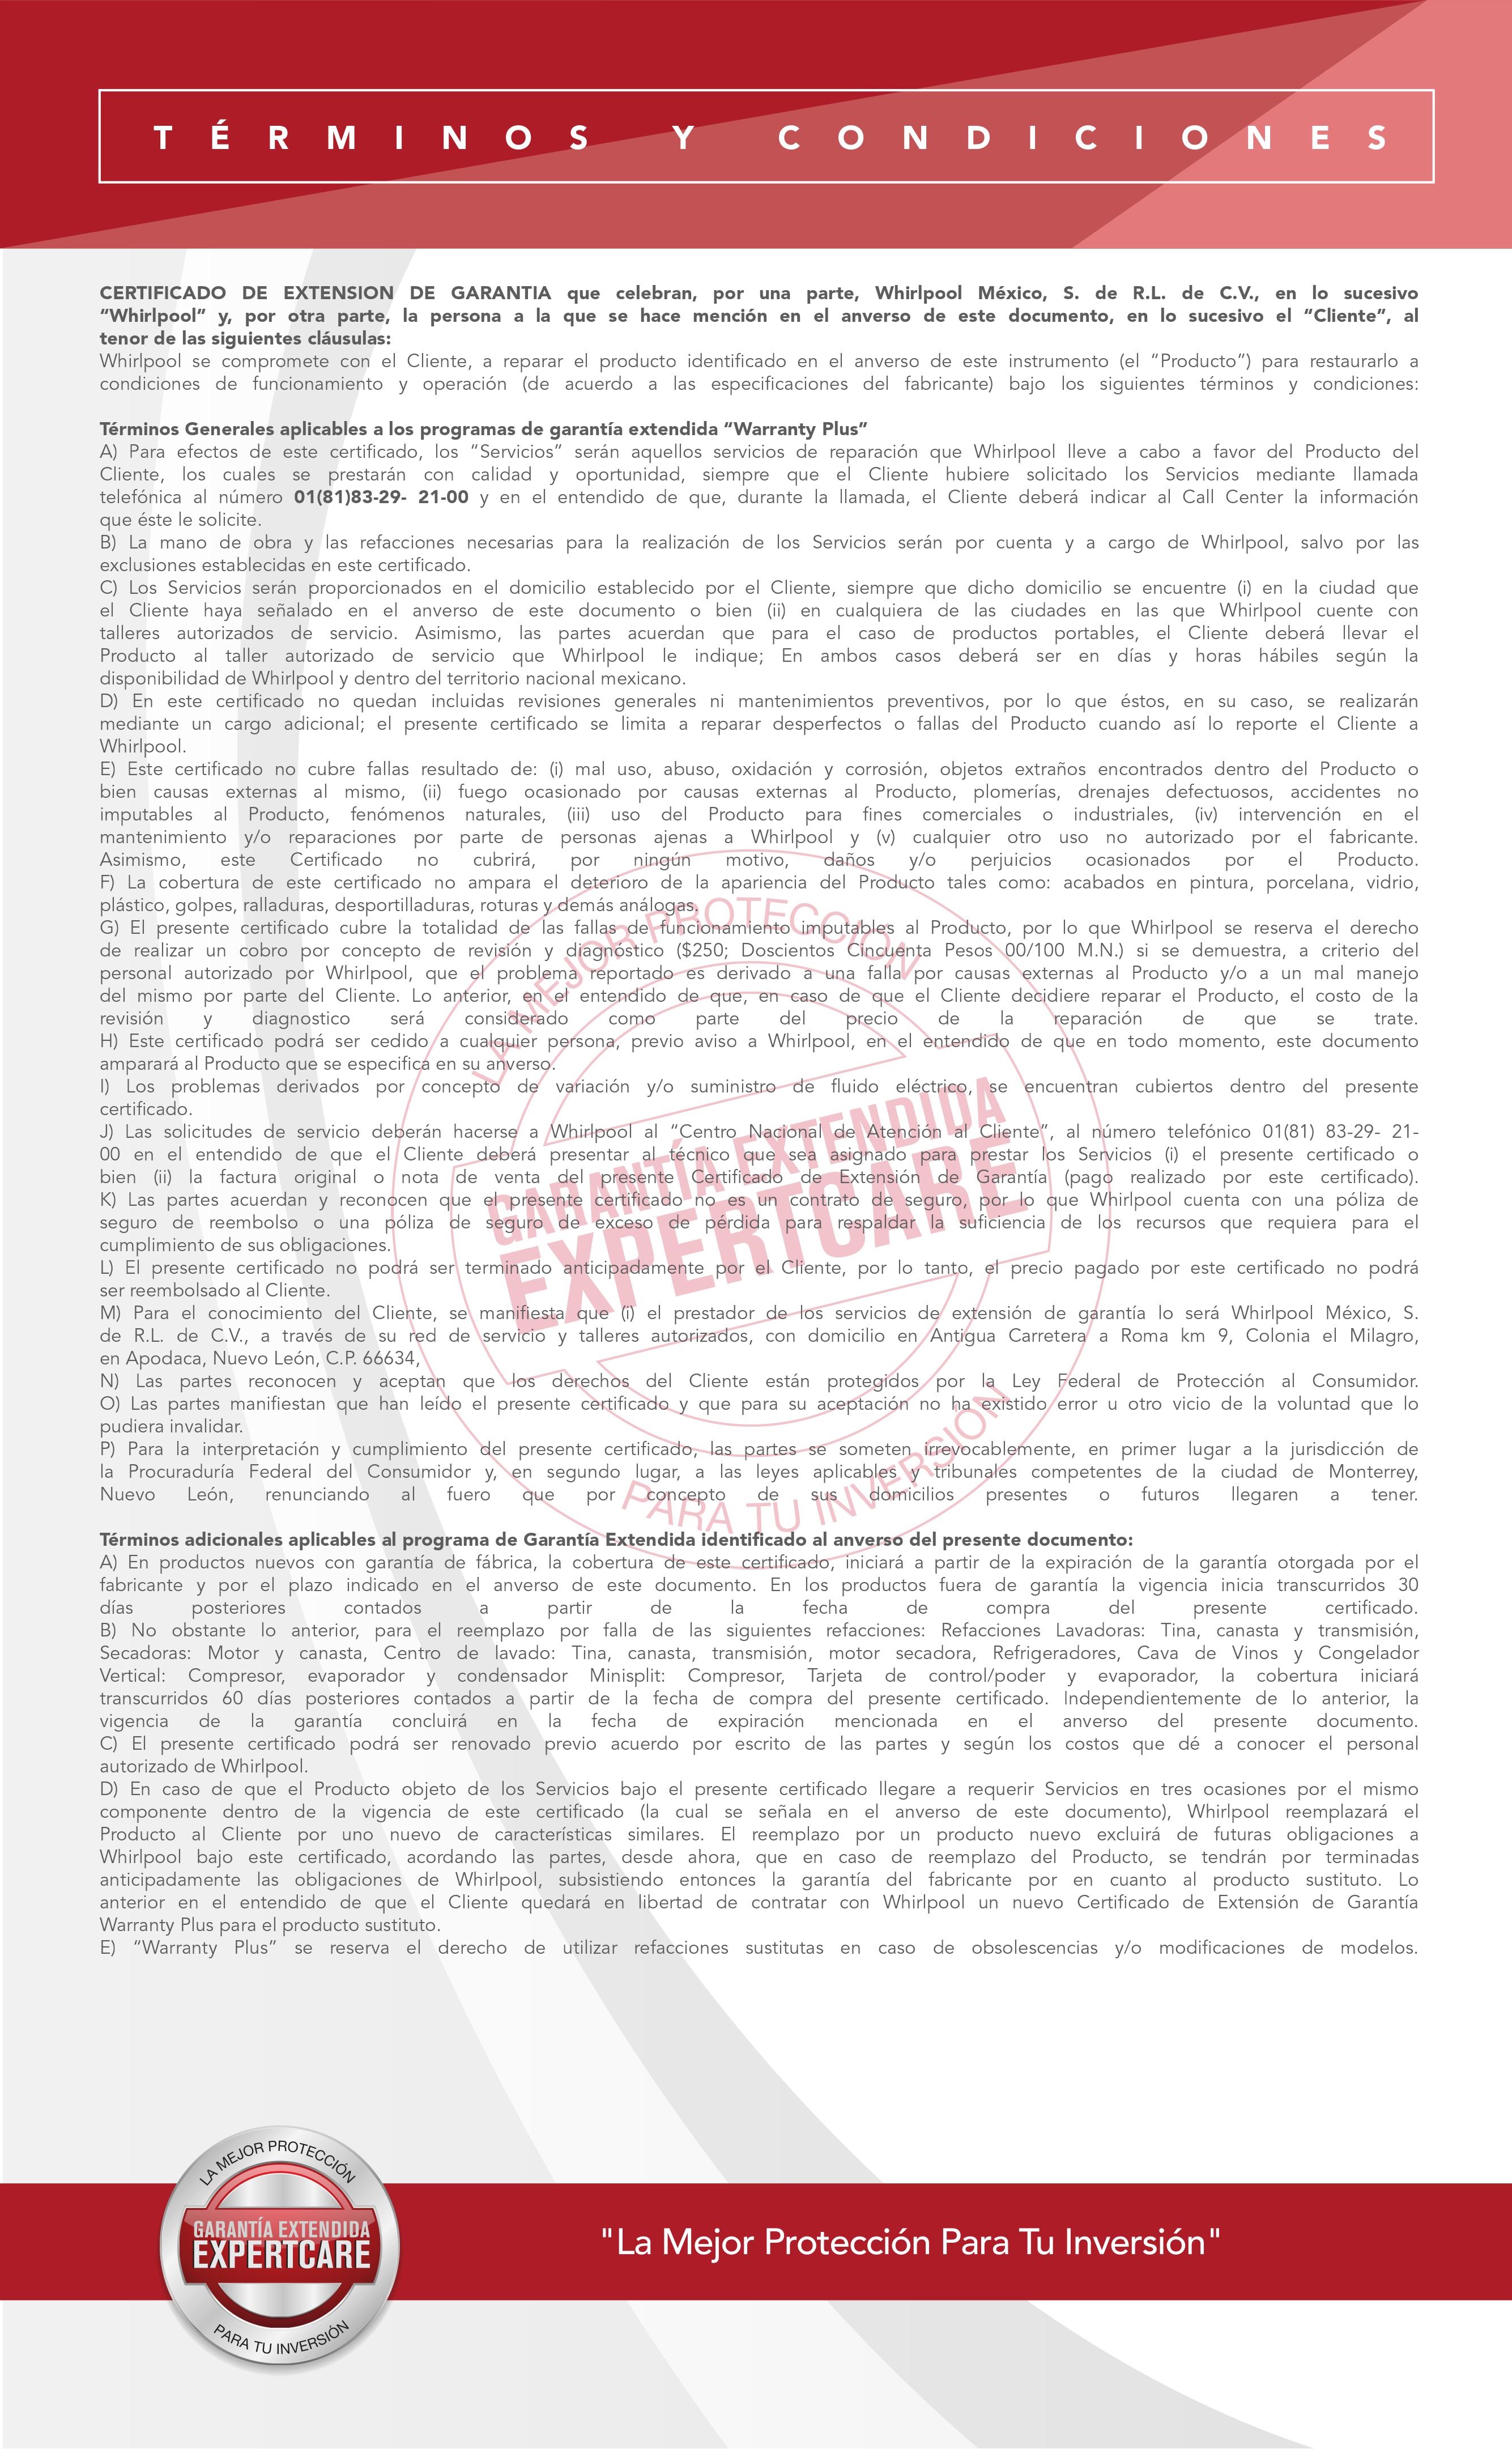 TÉRMINOS Y CONDICIONES
CERTIFICADO DE EXTENSION DE GARANTIA que celebran, por una parte, Whirlpool México, S. de R.L. de C.V., en lo sucesivo
“Whirlpool” y, por otra parte, la persona a la que se hace mención en el anverso de este documento, en lo sucesivo el “Cliente”, al
tenor de las siguientes cláusulas:
Whirlpool se compromete con el Cliente, a reparar el producto identificado en el anverso de este instrumento (el “Producto”) para restaurarlo a
condiciones de funcionamiento y operación (de acuerdo a las especificaciones del fabricante) bajo los siguientes términos y condiciones:
Términos Generales aplicables a los programas de garantía extendida “Warranty Plus”
A) Para efectos de este certificado, los “Servicios” serán aquellos servicios de reparación que Whirlpool lleve a cabo a favor del Producto del
Cliente, los cuales se prestarán con calidad y oportunidad, siempre que el Cliente hubiere solicitado los Servicios mediante llamada
telefónica al número 01(81)83-29- 21-00 y en el entendido de que, durante la llamada, el Cliente deberá indicar al Call Center la información
que éste le solicite.
B) La mano de obra y las refacciones necesarias para la realización de los Servicios serán por cuenta y a cargo de Whirlpool, salvo por las
exclusiones establecidas en este certificado.
C) Los Servicios serán proporcionados en el domicilio establecido por el Cliente, siempre que dicho domicilio se encuentre (i) en la ciudad que
el Cliente haya señalado en el anverso de este documento o bien (ii) en cualquiera de las ciudades en las que Whirlpool cuente con
talleres autorizados de servicio. Asimismo, las partes acuerdan que para el caso de productos portables, el Cliente deberá llevar el
Producto al taller autorizado de servicio que Whirlpool le indique; En ambos casos deberá ser en días y horas hábiles según la
disponibilidad de Whirlpool y dentro del territorio nacional mexicano.
D) En este certificado no quedan incluidas revisiones generales ni mantenimientos preventivos, por lo que éstos, en su caso, se realizarán
mediante un cargo adicional; el presente certificado se limita a reparar desperfectos o fallas del Producto cuando así lo reporte el Cliente a
Whirlpool.
E) Este certificado no cubre fallas resultado de: (i) mal uso, abuso, oxidación y corrosión, objetos extraños encontrados dentro del Producto o
bien causas externas al mismo, (ii) fuego ocasionado por causas externas al Producto, plomerías, drenajes defectuosos, accidentes no
imputables al Producto, fenómenos naturales, (iii) uso del Producto para fines comerciales o industriales, (iv) intervención en el
mantenimiento y/o reparaciones por parte de personas ajenas a Whirlpool y (v) cualquier otro uso no autorizado por el fabricante.
Asimismo, este Certificado no cubrirá, por ningún motivo, daños y/o perjuicios ocasionados por el Producto.
F) La cobertura de este certificado no ampara el deterioro de la apariencia del Producto tales como: acabados en pintura, porcelana, vidrio,
plástico, golpes, ralladuras, desportilladuras, roturas y demás análogas.
G) El presente certificado cubre la totalidad de las fallas de funcionamiento imputables al Producto, por lo que Whirlpool se reserva el derecho
de realizar un cobro por concepto de revisión y diagnóstico ($250; Doscientos Cincuenta Pesos 00/100 M.N.) si se demuestra, a criterio del
personal autorizado por Whirlpool, que el problema reportado es derivado a una falla por causas externas al Producto y/o a un mal manejo
del mismo por parte del Cliente. Lo anterior, en el entendido de que, en caso de que el Cliente decidiere reparar el Producto, el costo de la
revisión y diagnostico será considerado como parte del precio de la reparación de que se trate.
H) Este certificado podrá ser cedido a cualquier persona, previo aviso a Whirlpool, en el entendido de que en todo momento, este documento
amparará al Producto que se especifica en su anverso.
I) Los problemas derivados por concepto de variación y/o suministro de fluido eléctrico, se encuentran cubiertos dentro del presente
certificado.
J) Las solicitudes de servicio deberán hacerse a Whirlpool al “Centro Nacional de Atención al Cliente”, al número telefónico 01(81) 83-29- 21-
00 en el entendido de que el Cliente deberá presentar al técnico que sea asignado para prestar los Servicios (i) el presente certificado o
bien (ii) la factura original o nota de venta del presente Certificado de Extensión de Garantía (pago realizado por este certificado).
K) Las partes acuerdan y reconocen que el presente certificado no es un contrato de seguro, por lo que Whirlpool cuenta con una póliza de
seguro de reembolso o una póliza de seguro de exceso de pérdida para respaldar la suficiencia de los recursos que requiera para el
cumplimiento de sus obligaciones.
L) El presente certificado no podrá ser terminado anticipadamente por el Cliente, por lo tanto, el precio pagado por este certificado no podrá
ser reembolsado al Cliente.
M) Para el conocimiento del Cliente, se manifiesta que (i) el prestador de los servicios de extensión de garantía lo será Whirlpool México, S.
de R.L. de C.V., a través de su red de servicio y talleres autorizados, con domicilio en Antigua Carretera a Roma km 9, Colonia el Milagro,
en Apodaca, Nuevo León, C.P. 66634,
N) Las partes reconocen y aceptan que los derechos del Cliente están protegidos por la Ley Federal de Protección al Consumidor.
O) Las partes manifiestan que han leído el presente certificado y que para su aceptación no ha existido error u otro vicio de la voluntad que lo
pudiera invalidar.
P) Para la interpretación y cumplimiento del presente certificado, las partes se someten irrevocablemente, en primer lugar a la jurisdicción de
la Procuraduría Federal del Consumidor y, en segundo lugar, a las leyes aplicables y tribunales competentes de la ciudad de Monterrey,
Nuevo León, renunciando al fuero que por concepto de sus domicilios presentes o futuros llegaren a tener.
Términos adicionales aplicables al programa de Garantía Extendida identificado al anverso del presente documento:
A) En productos nuevos con garantía de fábrica, la cobertura de este certificado, iniciará a partir de la expiración de la garantía otorgada por el
fabricante y por el plazo indicado en el anverso de este documento. En los productos fuera de garantía la vigencia inicia transcurridos 30
días posteriores contados a partir de la fecha de compra del presente certificado.
B) No obstante lo anterior, para el reemplazo por falla de las siguientes refacciones: Refacciones Lavadoras: Tina, canasta y transmisión,
Secadoras: Motor y canasta, Centro de lavado: Tina, canasta, transmisión, motor secadora, Refrigeradores, Cava de Vinos y Congelador
Vertical: Compresor, evaporador y condensador Minisplit: Compresor, Tarjeta de control/poder y evaporador, la cobertura iniciará
transcurridos 60 días posteriores contados a partir de la fecha de compra del presente certificado. Independientemente de lo anterior, la
vigencia de la garantía concluirá en la fecha de expiración mencionada en el anverso del presente documento.
C) El presente certificado podrá ser renovado previo acuerdo por escrito de las partes y según los costos que dé a conocer el personal
autorizado de Whirlpool.
D) En caso de que el Producto objeto de los Servicios bajo el presente certificado llegare a requerir Servicios en tres ocasiones por el mismo
componente dentro de la vigencia de este certificado (la cual se señala en el anverso de este documento), Whirlpool reemplazará el
Producto al Cliente por uno nuevo de características similares. El reemplazo por un producto nuevo excluirá de futuras obligaciones a
Whirlpool bajo este certificado, acordando las partes, desde ahora, que en caso de reemplazo del Producto, se tendrán por terminadas
anticipadamente las obligaciones de Whirlpool, subsistiendo entonces la garantía del fabricante por en cuanto al producto sustituto. Lo
anterior en el entendido de que el Cliente quedará en libertad de contratar con Whirlpool un nuevo Certificado de Extensión de Garantía
Warranty Plus para el producto sustituto.
E) “Warranty Plus” se reserva el derecho de utilizar refacciones sustitutas en caso de obsolescencias y/o modificaciones de modelos.
LA MEJOR PROTECCIÓN
GARANTÍA EXTENDIDA
EXPERTCARE
PARA TU INVERSIÓN
LA MEJOR PROTECCIÓN
GARANTÍA EXTENDIDA
EXPERTCARE
PARA TU INVERSIÓN
"La Mejor Protección Para Tu Inversión"